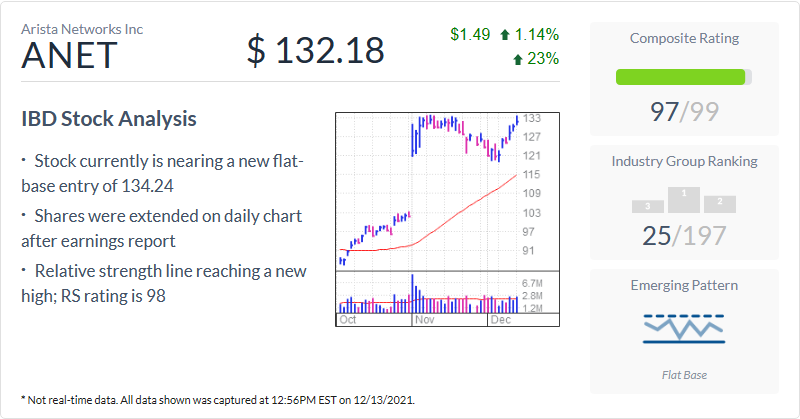 Arista Networks Inc
ANET
$ 132.18
$1.49 1.14%
23%
IBD Stock Analysis
· Stock currently is nearing a new flat-
base entry of 134.24
· Shares were extended on daily chart
after earnings report
· Relative strength line reaching a new
high; RS rating is 98
133
127
121
115
109
103
97
91
6.7M
2.8M
1.2M
Oct Nov Dec
Composite Rating
97/99
Industry Group Ranking
3 1 2
25/197
Emerging Pattern
Flat Base
* Not real-time data. All data shown was captured at 12:56PM EST on 12/13/2021.